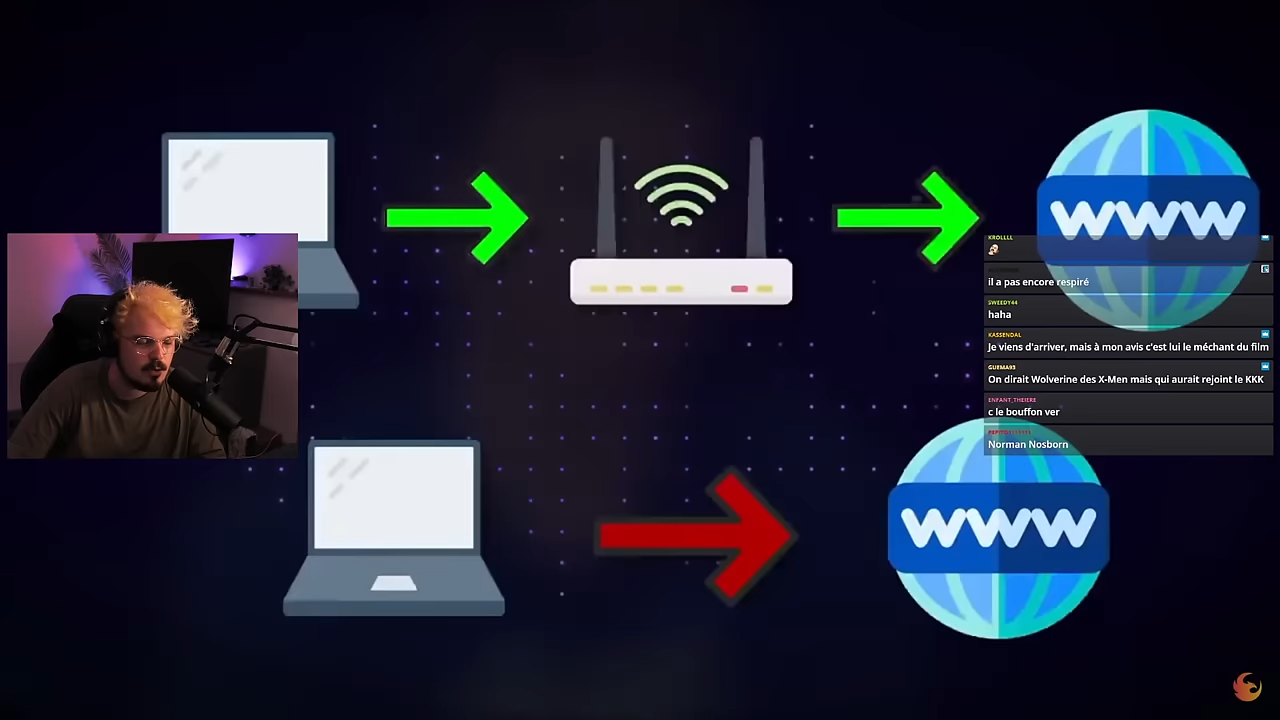 WWW
KROLLLL
il a pas encore respiré
SWEEDY44
haha
KASSENDAL
Je viens d'arriver, mais à mon avis c'est lui le méchant du film
GUEMA93
On dirait Wolverine des X-Men mais qui aurait rejoint le KKK
ENFANT_THEIERE
c le bouffon ver
Norman Nosborn
WWW